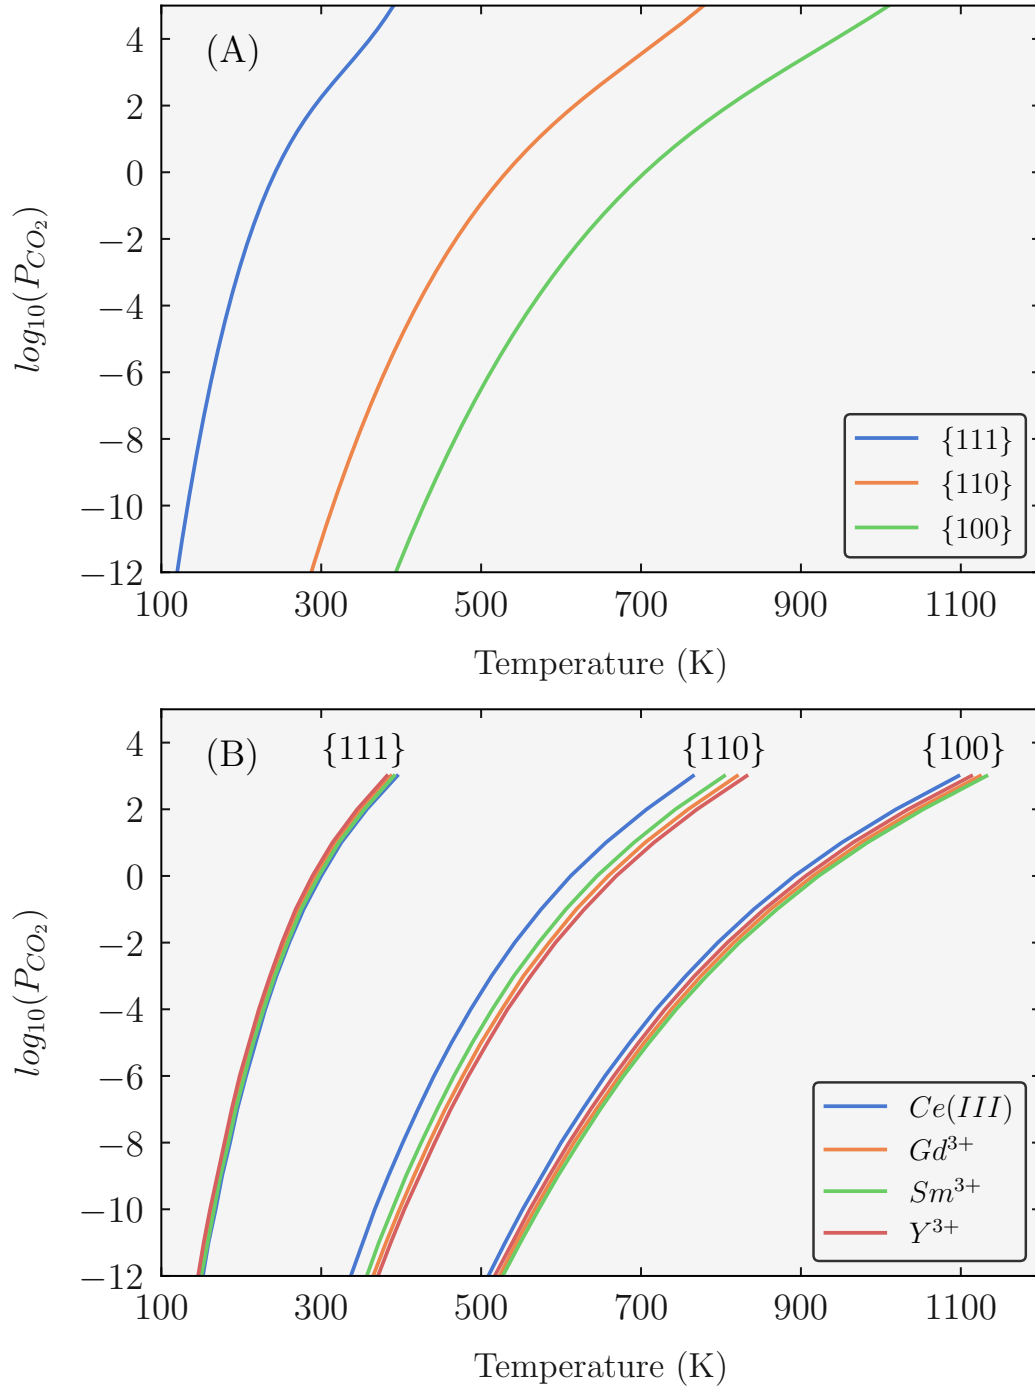 (A)
4
2
0
−2
−4
−6
−8
−10
−12
log₁₀(P_CO₂)
{111}
{110}
{100}
100 300 500 700 900 1100
Temperature (K)
(B)
{111} {110} {100}
4
2
0
−2
−4
−6
−8
−10
−12
log₁₀(P_CO₂)
Ce(III)
Gd³⁺
Sm³⁺
Y³⁺
100 300 500 700 900 1100
Temperature (K)